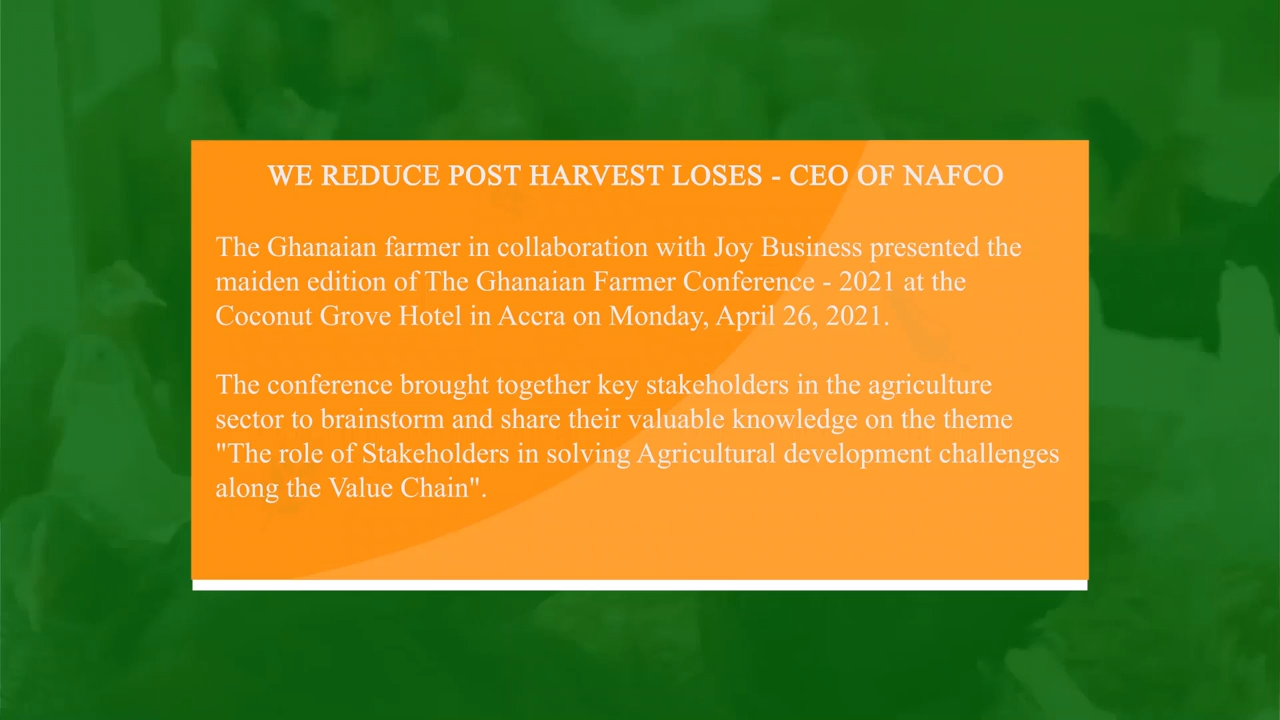 WE REDUCE POST HARVEST LOSES - CEO OF NAFCO
The Ghanaian farmer in collaboration with Joy Business presented the
maiden edition of The Ghanaian Farmer Conference - 2021 at the
Coconut Grove Hotel in Accra on Monday, April 26, 2021.
The conference brought together key stakeholders in the agriculture
sector to brainstorm and share their valuable knowledge on the theme
"The role of Stakeholders in solving Agricultural development challenges
along the Value Chain".